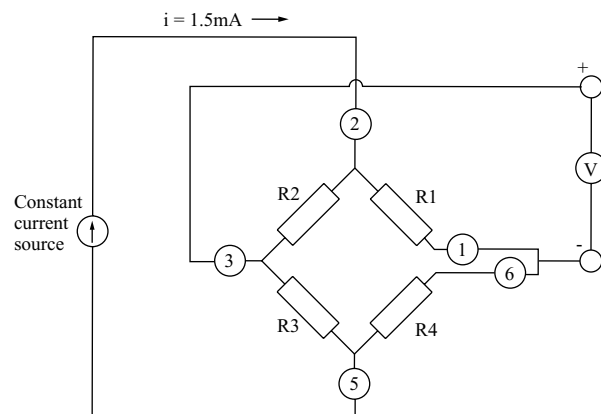 i = 1.5mA
+
2
V
R2
R1
Constant
current
source
-
3
1
6
R3
R4
5